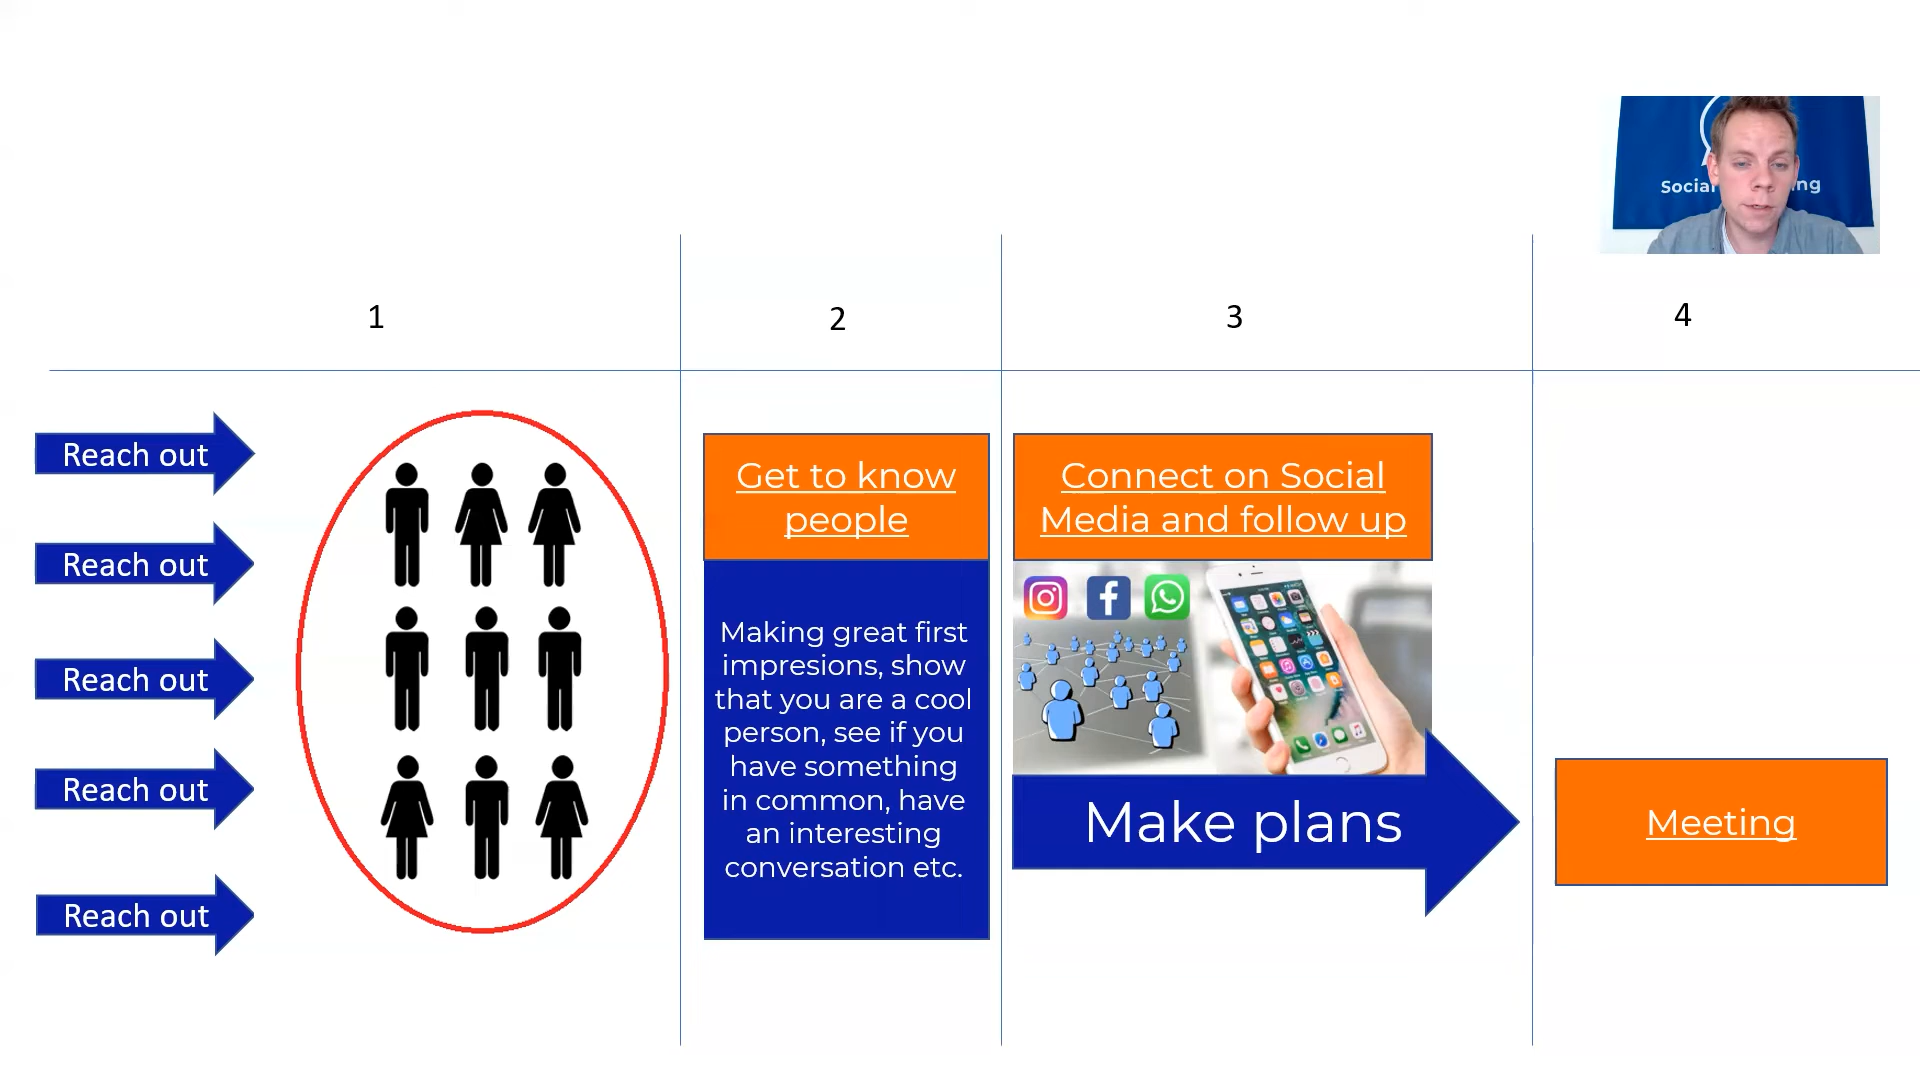 1
2
3
4
Reach out
Reach out
Reach out
Reach out
Reach out
Get to know
people
Making great first
impresions, show
that you are a cool
person, see if you
have something
in common, have
an interesting
conversation etc.
Connect on Social
Media and follow up
Make plans
Meeting
Social